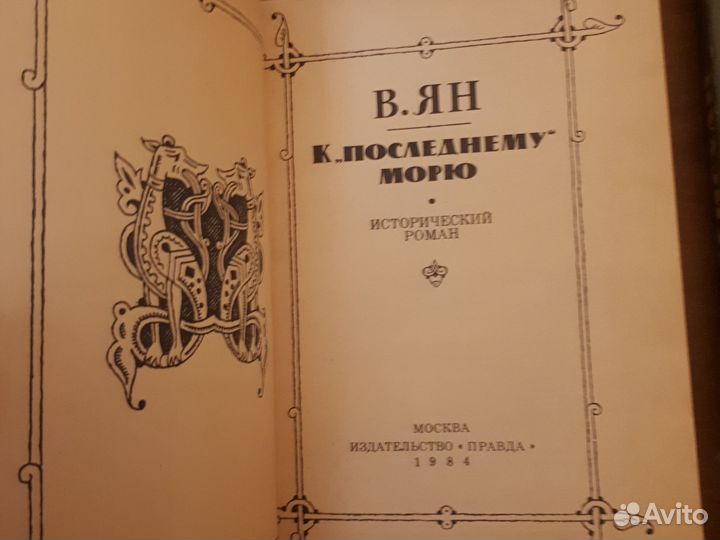 В. ЯН
К „ПОСЛЕДНЕМУ“
МОРЮ
ИСТОРИЧЕСКИЙ
РОМАН
МОСКВА
ИЗДАТЕЛЬСТВО «ПРАВДА»
1984
Avito